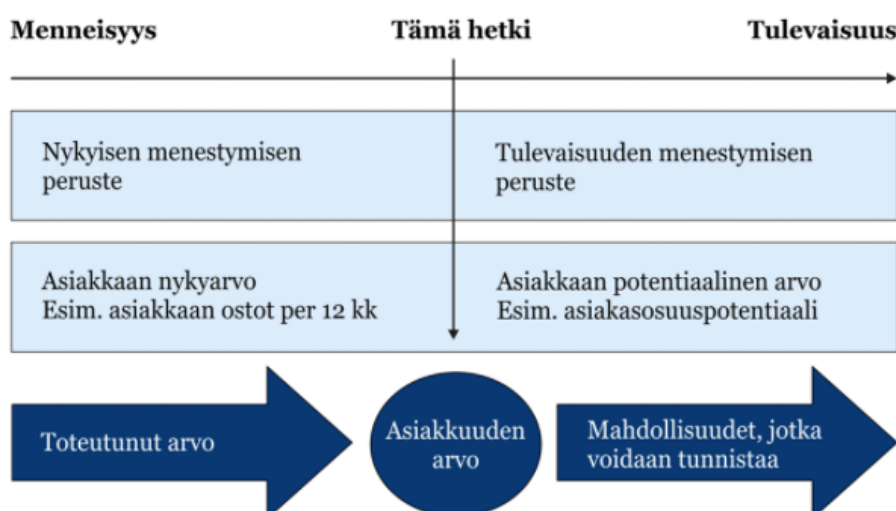 Menneisyys
Tämä hetki
Tulevaisuus
Nykyisen menestymisen
peruste
Tulevaisuuden menestymisen
peruste
Asiakkaan nykyarvo
Esim. asiakkaan ostot per 12 kk
Asiakkaan potentiaalinen arvo
Esim. asiakasosuuspotentiaali
Toteutunut arvo
Asiakkuuden
arvo
Mahdollisuudet, jotka
voidaan tunnistaa